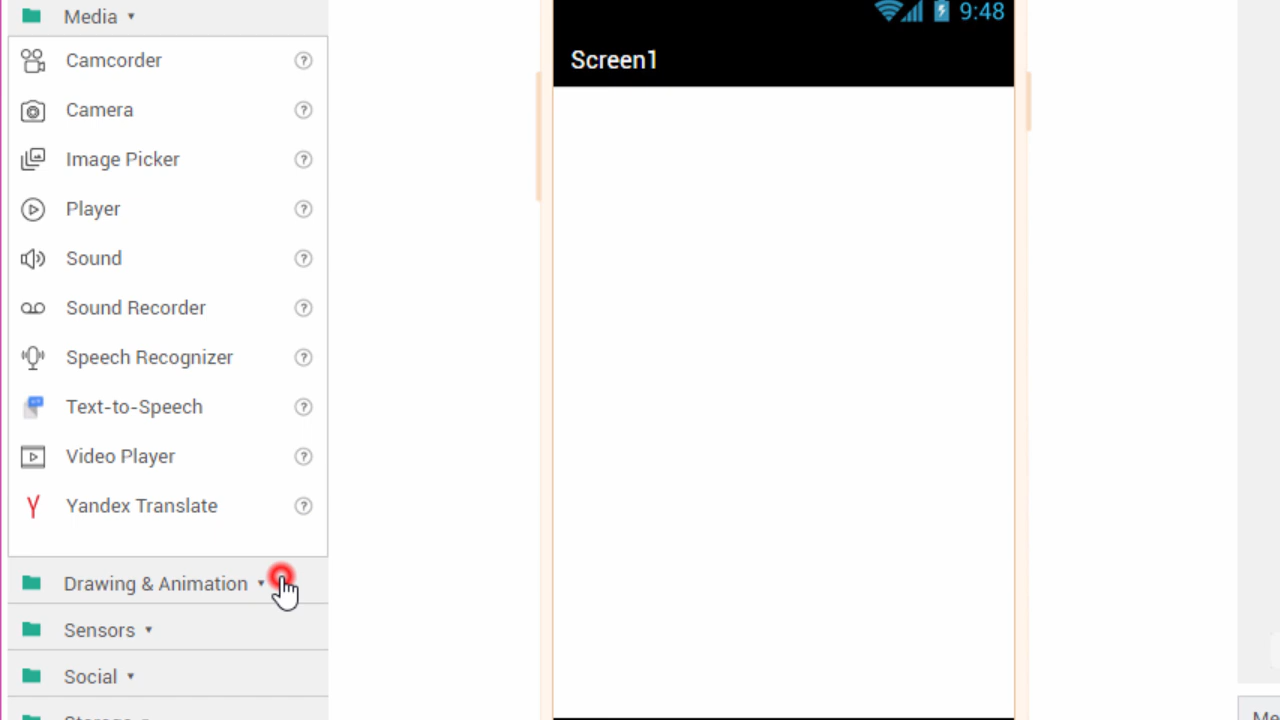 Media
Camcorder
Camera
Image Picker
Player
Sound
Sound Recorder
Speech Recognizer
Text-to-Speech
Video Player
Yandex Translate
Drawing & Animation
Sensors
Social
9:48
Screen1